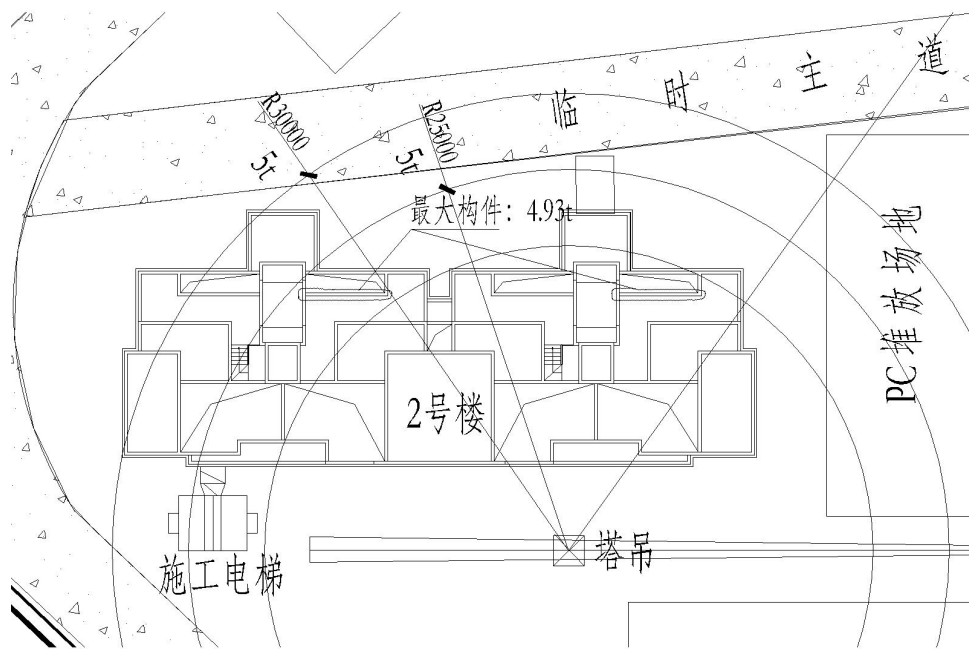 临时主道
R30000
5t
R25000
5t
最大构件：4.93t
PC堆放场地
2号楼
塔吊
施工电梯